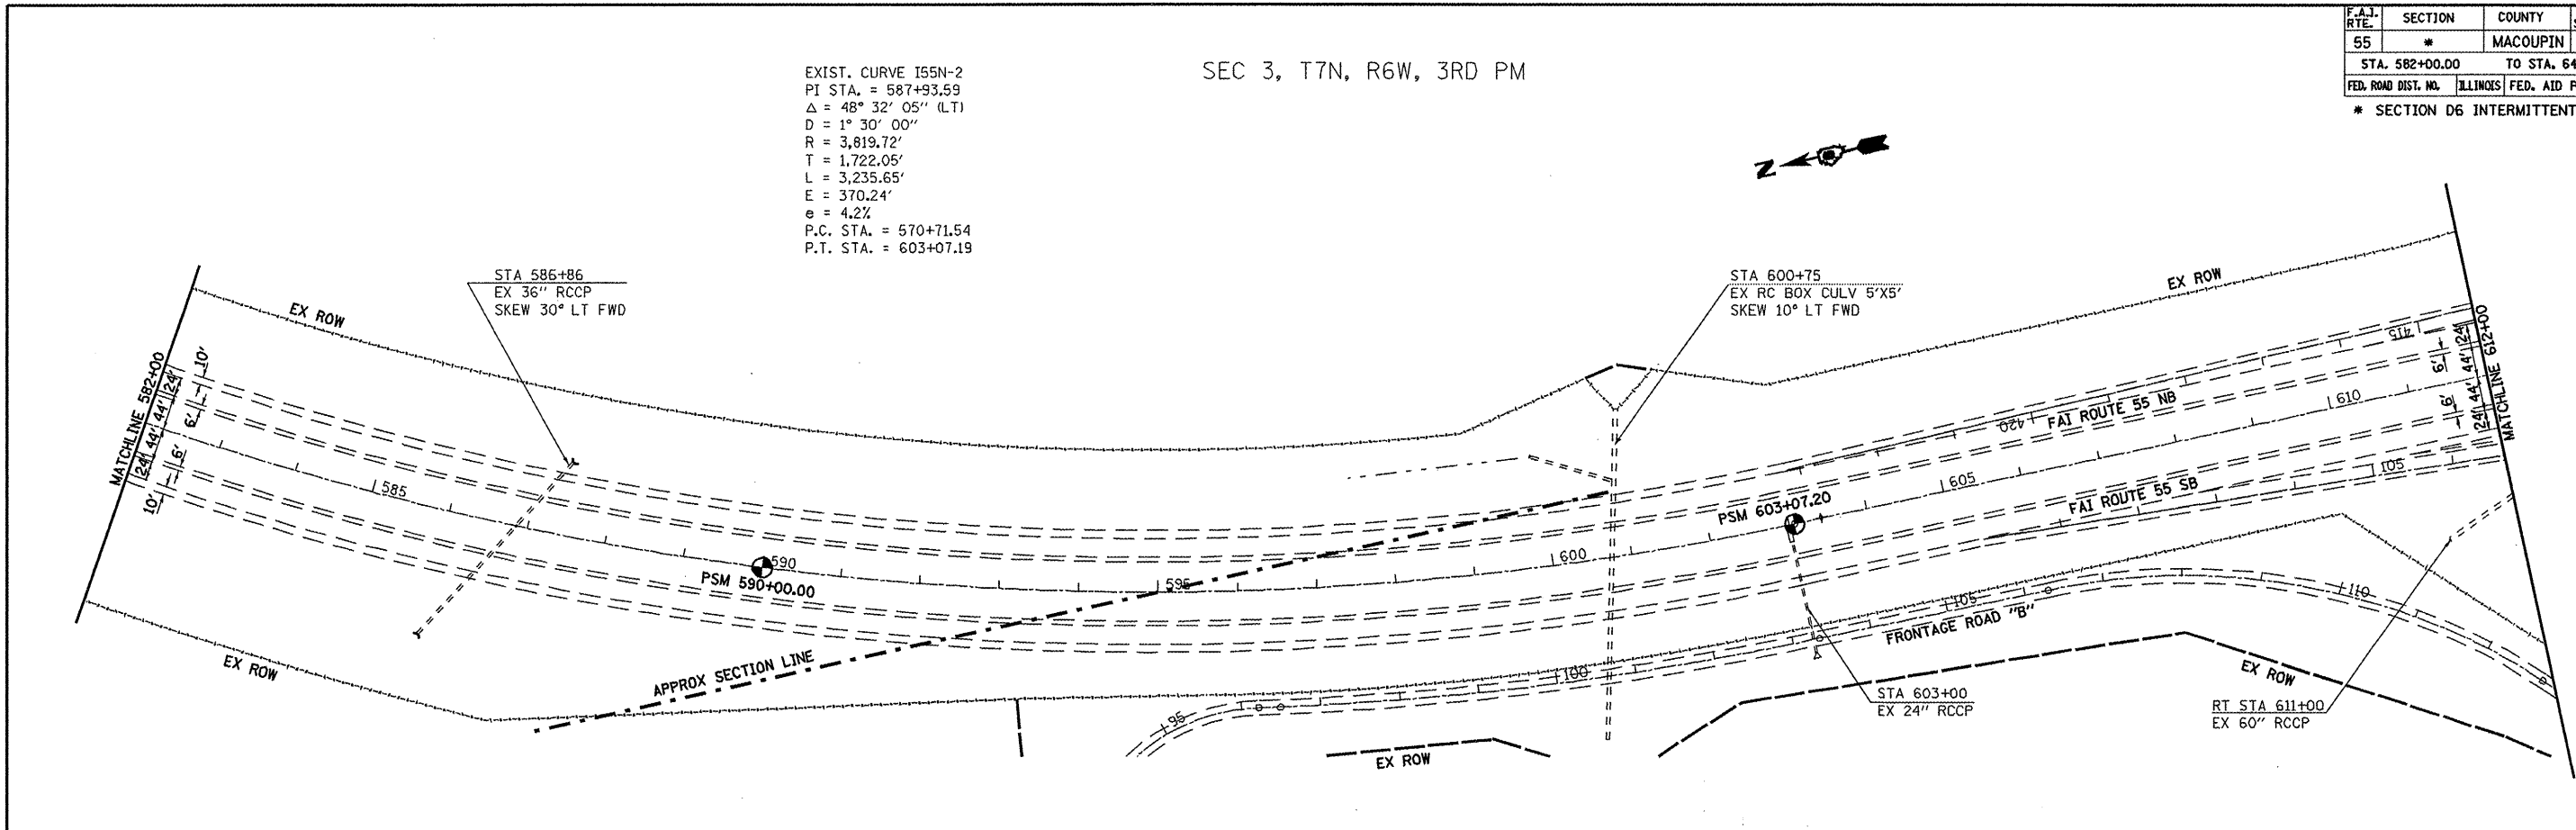 F.A.I. RTE. SECTION COUNTY
55 * MACOUPIN
STA. 582+00.00 TO STA. 64
FED. ROAD DIST. NO. ILLINOIS FED. AID
* SECTION D6 INTERMITTENT
SEC 3, T7N, R6W, 3RD PM
EXIST. CURVE I55N-2
PI STA. = 587+93.59
Δ = 48° 32' 05" (LT)
D = 1° 30' 00"
R = 3,819.72'
T = 1,722.05'
L = 3,235.65'
E = 370.24'
e = 4.2%
P.C. STA. = 570+71.54
P.T. STA. = 603+07.19
N
STA 586+86
EX 36" RCCP
SKEW 30° LT FWD
STA 600+75
EX RC BOX CULV 5'X5'
SKEW 10° LT FWD
EX ROW
EX ROW
MATCHLINE 582+00
10'
24'
44'
6'
44'
6'
24'
10'
585
590
PSM 590+00.00
595
600
PSM 603+07.20
605
610
415
420
FAI ROUTE 55 NB
FAI ROUTE 55 SB
105
6'
24'
44'
44'
6'
24'
MATCHLINE 612+00
EX ROW
APPROX SECTION LINE
95
100
105
110
FRONTAGE ROAD "B"
EX ROW
STA 603+00
EX 24" RCCP
EX ROW
RT STA 611+00
EX 60" RCCP